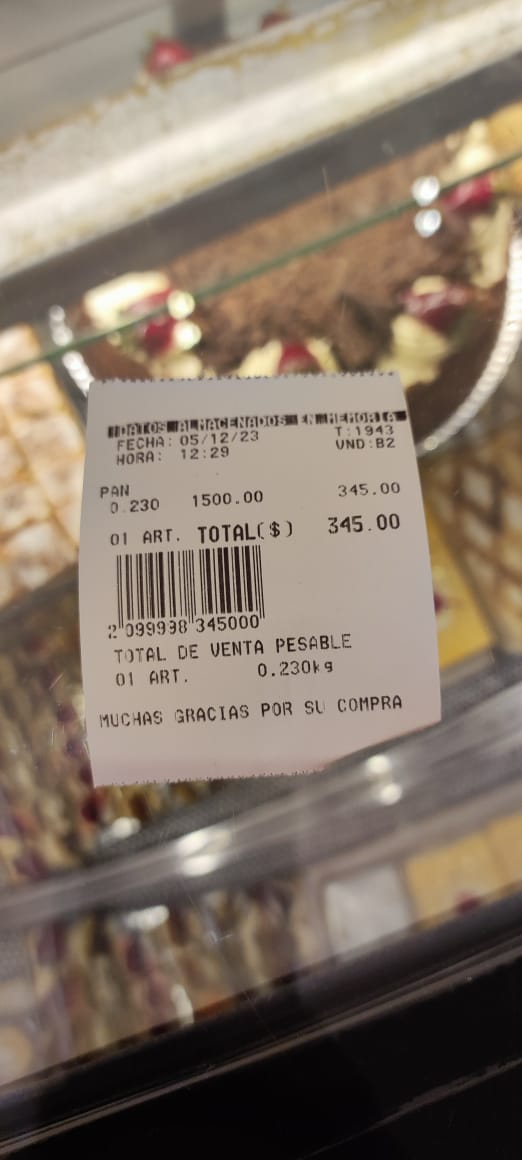 DATOS ALMACENADOS EN MEMORIA
FECHA: 05/12/23 T:1943
HORA: 12:29 VND:B2
PAN
0.230 1500.00 345.00
01 ART. TOTAL($) 345.00
2 099998 345000
TOTAL DE VENTA PESABLE
01 ART. 0.230kg
MUCHAS GRACIAS POR SU COMPRA